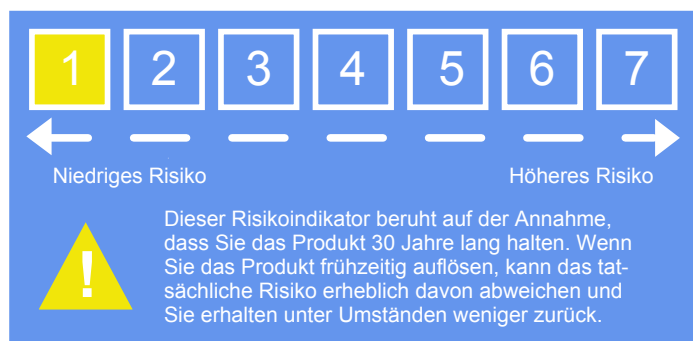 1 2 3 4 5 6 7
Niedriges Risiko Höheres Risiko
Dieser Risikoindikator beruht auf der Annahme,
dass Sie das Produkt 30 Jahre lang halten. Wenn
Sie das Produkt frühzeitig auflösen, kann das tat-
sächliche Risiko erheblich davon abweichen und
Sie erhalten unter Umständen weniger zurück.
!